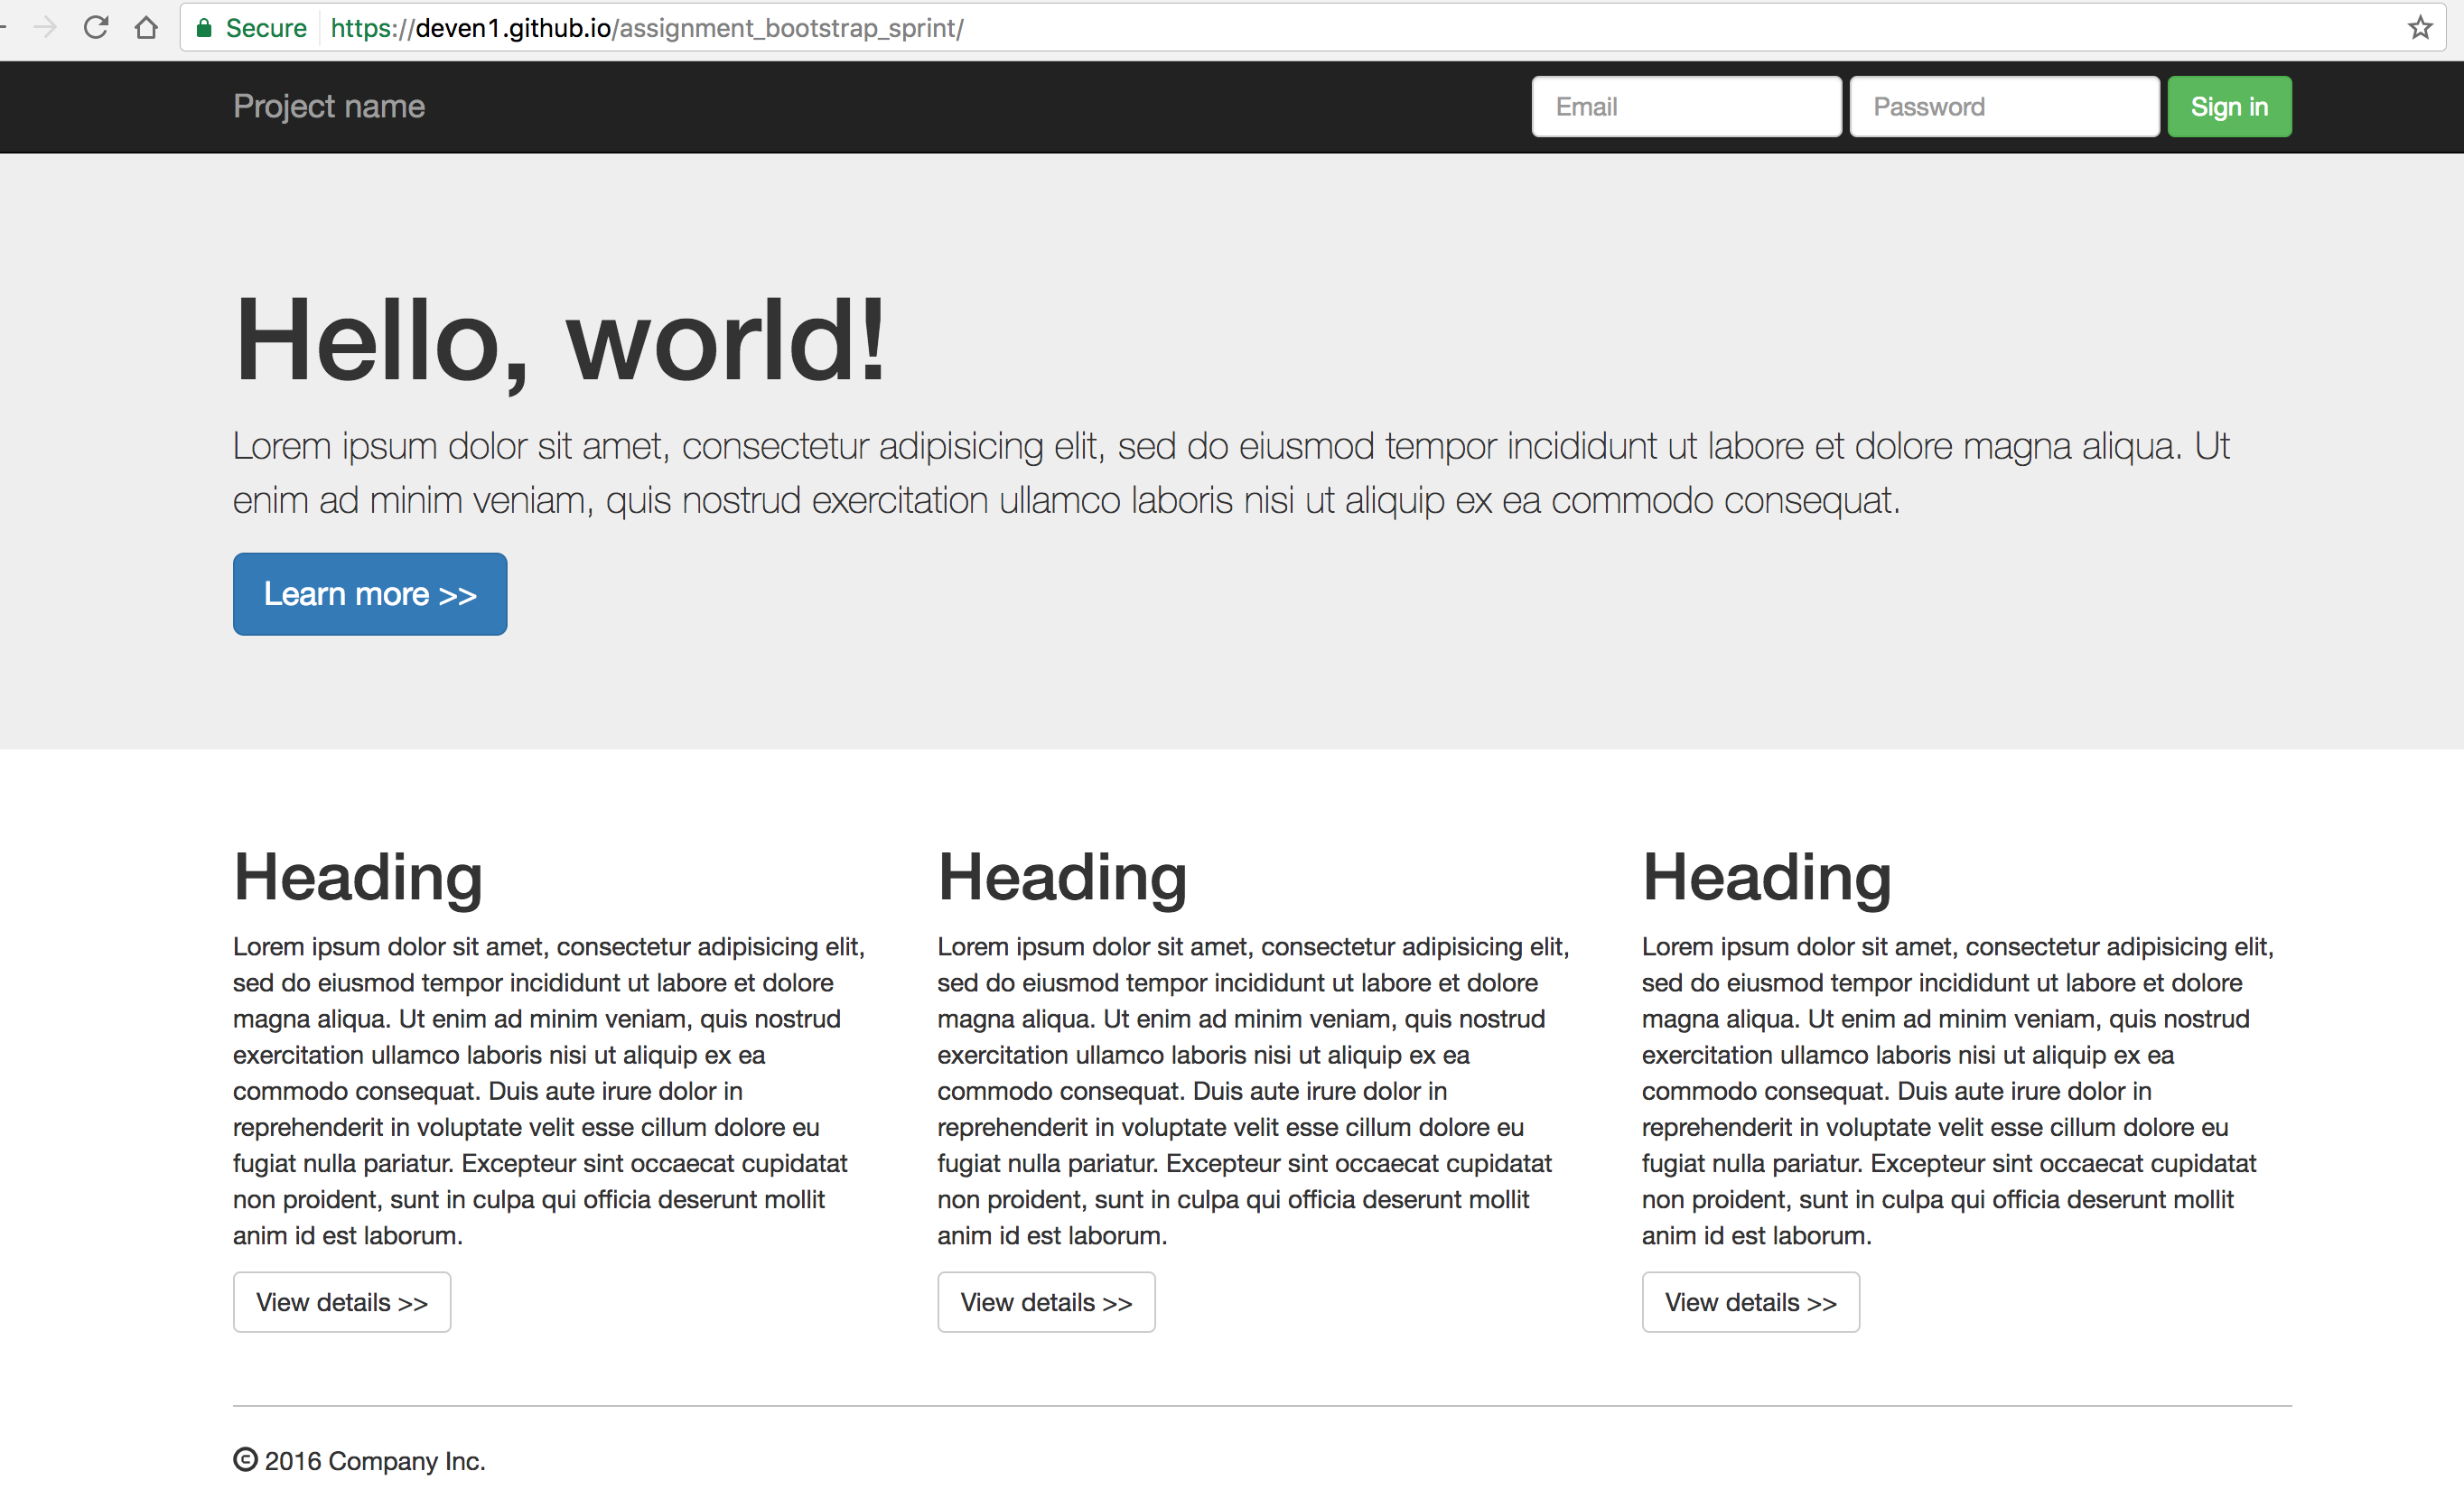 Secure https://deven1.github.io/assignment_bootstrap_sprint/
Project name Email Password Sign in
Hello, world!
Lorem ipsum dolor sit amet, consectetur adipisicing elit, sed do eiusmod tempor incididunt ut labore et dolore magna aliqua. Ut
enim ad minim veniam, quis nostrud exercitation ullamco laboris nisi ut aliquip ex ea commodo consequat.
Learn more >>
Heading
Lorem ipsum dolor sit amet, consectetur adipisicing elit,
sed do eiusmod tempor incididunt ut labore et dolore
magna aliqua. Ut enim ad minim veniam, quis nostrud
exercitation ullamco laboris nisi ut aliquip ex ea
commodo consequat. Duis aute irure dolor in
reprehenderit in voluptate velit esse cillum dolore eu
fugiat nulla pariatur. Excepteur sint occaecat cupidatat
non proident, sunt in culpa qui officia deserunt mollit
anim id est laborum.
View details >>
Heading
Lorem ipsum dolor sit amet, consectetur adipisicing elit,
sed do eiusmod tempor incididunt ut labore et dolore
magna aliqua. Ut enim ad minim veniam, quis nostrud
exercitation ullamco laboris nisi ut aliquip ex ea
commodo consequat. Duis aute irure dolor in
reprehenderit in voluptate velit esse cillum dolore eu
fugiat nulla pariatur. Excepteur sint occaecat cupidatat
non proident, sunt in culpa qui officia deserunt mollit
anim id est laborum.
View details >>
Heading
Lorem ipsum dolor sit amet, consectetur adipisicing elit,
sed do eiusmod tempor incididunt ut labore et dolore
magna aliqua. Ut enim ad minim veniam, quis nostrud
exercitation ullamco laboris nisi ut aliquip ex ea
commodo consequat. Duis aute irure dolor in
reprehenderit in voluptate velit esse cillum dolore eu
fugiat nulla pariatur. Excepteur sint occaecat cupidatat
non proident, sunt in culpa qui officia deserunt mollit
anim id est laborum.
View details >>
© 2016 Company Inc.